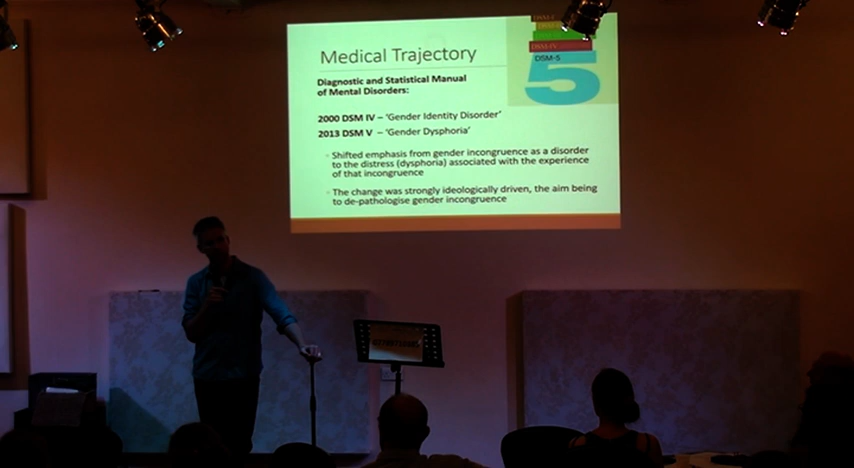 Medical Trajectory
DSM-IV
DSM-5
5
Diagnostic and Statistical Manual
of Mental Disorders:
2000 DSM IV – ‘Gender Identity Disorder’
2013 DSM V – ‘Gender Dysphoria’
◦ Shifted emphasis from gender incongruence as a disorder
to the distress (dysphoria) associated with the experience
of that incongruence
◦ The change was strongly ideologically driven, the aim being
to de-pathologise gender incongruence